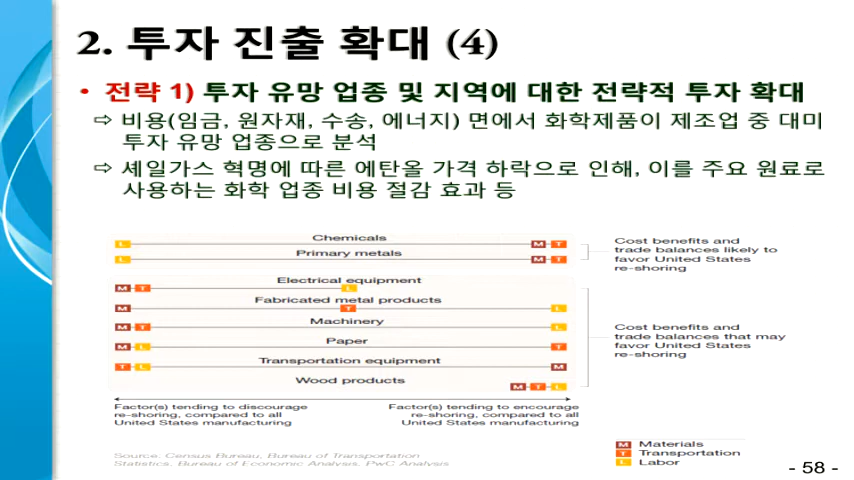 2. 투자 진출 확대 (4)
• 전략 1) 투자 유망 업종 및 지역에 대한 전략적 투자 확대
⇨ 비용(임금, 원자재, 수송, 에너지) 면에서 화학제품이 제조업 중 대미
투자 유망 업종으로 분석
⇨ 셰일가스 혁명에 따른 에탄올 가격 하락으로 인해, 이를 주요 원료로
사용하는 화학 업종 비용 절감 효과 등
Chemicals
L M T
Primary metals
L M T
Cost benefits and
trade balances likely to
favor United States
re-shoring
Electrical equipment
M T L
Fabricated metal products
M T L
Machinery
M T L
Paper
M L T
Transportation equipment
T L M
Wood products
M T L
Cost benefits and
trade balances that may
favor United States
re-shoring
Factor(s) tending to discourage
re-shoring, compared to all
United States manufacturing
Factor(s) tending to encourage
re-shoring, compared to all
United States manufacturing
Source: Census Bureau, Bureau of Transportation
Statistics, Bureau of Economic Analysis, PwC Analysis
M Materials
T Transportation
L Labor
- 58 -